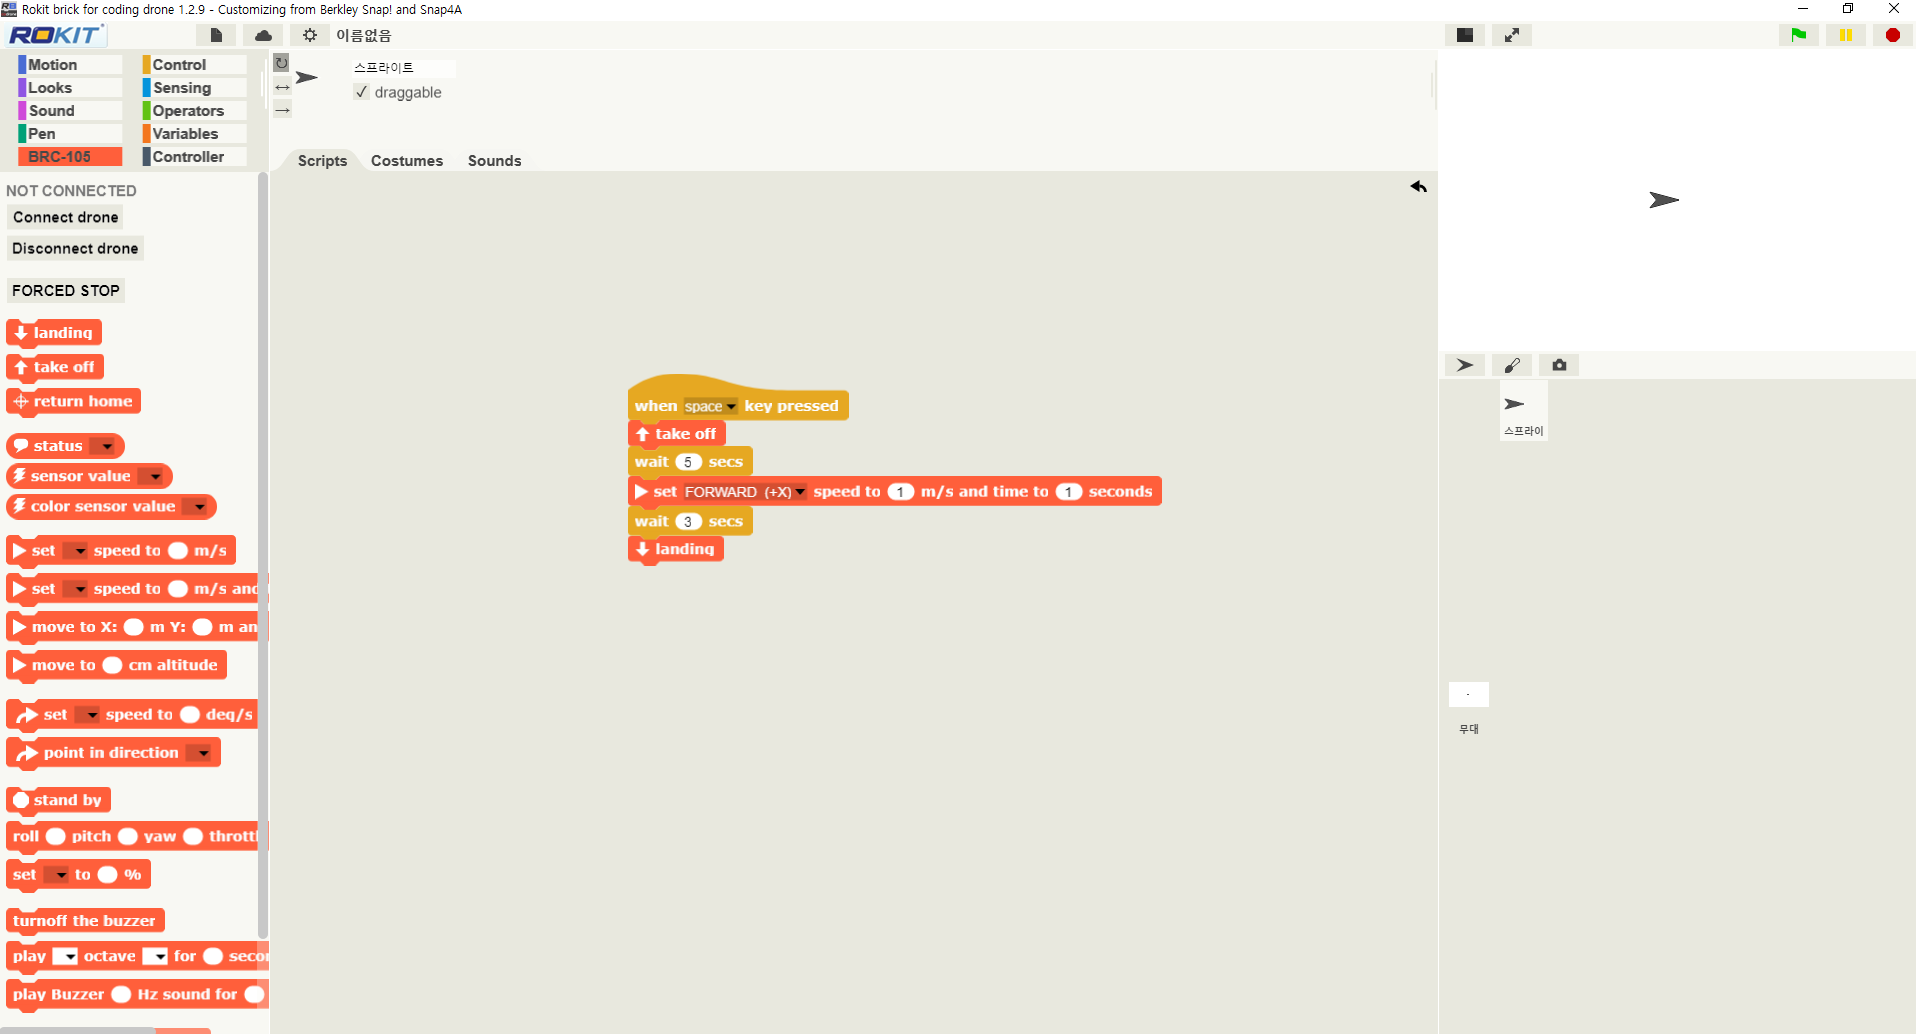 Rokit brick for coding drone 1.2.9 - Customizing from Berkley Snap! and Snap4A
ROKIT
이름없음
Motion
Control
Looks
Sensing
Sound
Operators
Pen
Variables
BRC-105
Controller
스프라이트
draggable
Scripts
Costumes
Sounds
NOT CONNECTED
Connect drone
Disconnect drone
FORCED STOP
landing
take off
return home
status
sensor value
color sensor value
set speed to m/s
set speed to m/s and
move to X: m Y: m an
move to cm altitude
set speed to deg/s
point in direction
stand by
roll pitch yaw thrott
set to %
turnoff the buzzer
play octave for secon
play Buzzer Hz sound for
when space key pressed
take off
wait 5 secs
set FORWARD (+X) speed to 1 m/s and time to 1 seconds
wait 3 secs
landing
스프라이
무대